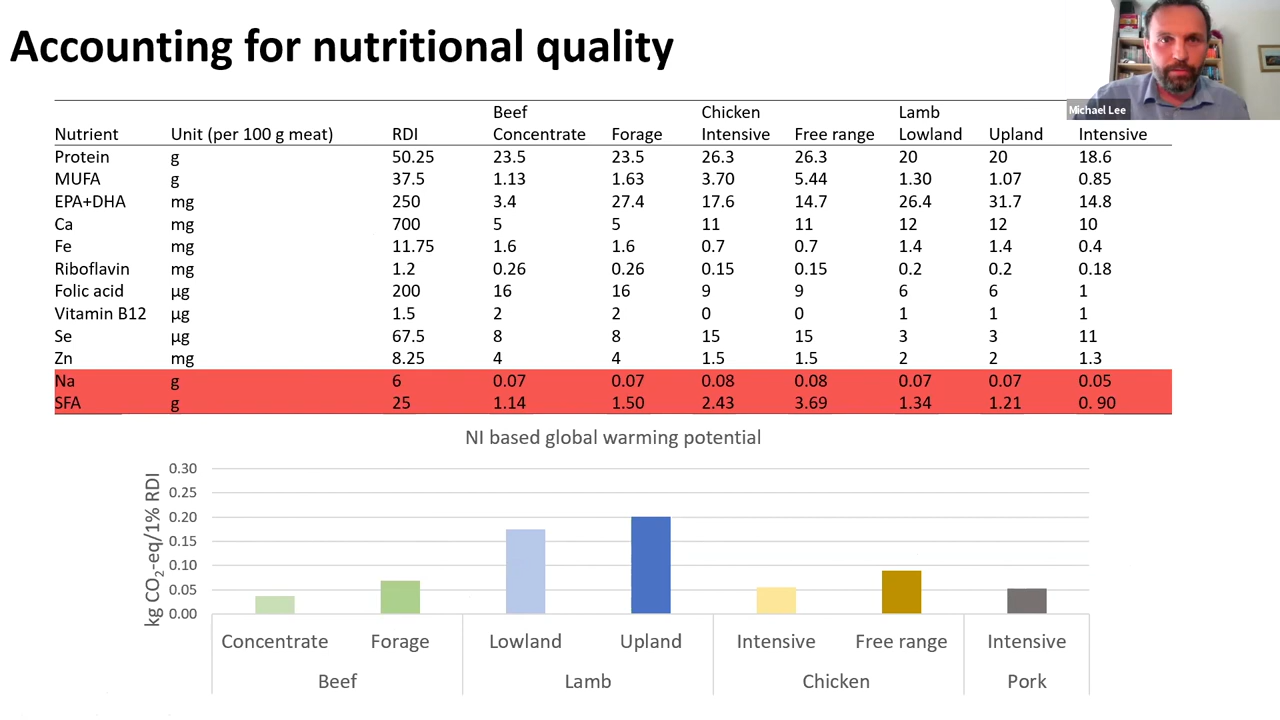 Accounting for nutritional quality
Michael Lee
Beef Chicken Lamb
Nutrient Unit (per 100 g meat) RDI Concentrate Forage Intensive Free range Lowland Upland Intensive
Protein g 50.25 23.5 23.5 26.3 26.3 20 20 18.6
MUFA g 37.5 1.13 1.63 3.70 5.44 1.30 1.07 0.85
EPA+DHA mg 250 3.4 27.4 17.6 14.7 26.4 31.7 14.8
Ca mg 700 5 5 11 11 12 12 10
Fe mg 11.75 1.6 1.6 0.7 0.7 1.4 1.4 0.4
Riboflavin mg 1.2 0.26 0.26 0.15 0.15 0.2 0.2 0.18
Folic acid µg 200 16 16 9 9 6 6 1
Vitamin B12 µg 1.5 2 2 0 0 1 1 1
Se µg 67.5 8 8 15 15 3 3 11
Zn mg 8.25 4 4 1.5 1.5 2 2 1.3
Na g 6 0.07 0.07 0.08 0.08 0.07 0.07 0.05
SFA g 25 1.14 1.50 2.43 3.69 1.34 1.21 0. 90
NI based global warming potential
kg CO₂-eq/1% RDI
0.30
0.25
0.20
0.15
0.10
0.05
0.00
Concentrate Forage Lowland Upland Intensive Free range Intensive
Beef Lamb Chicken Pork